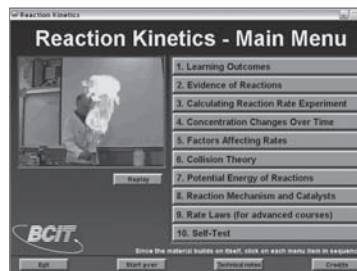 Reaction Kinetics
Reaction Kinetics - Main Menu
1. Learning Outcomes
2. Evidence of Reactions
3. Calculating Reaction Rate Experiment
4. Concentration Changes Over Time
5. Factors Affecting Rates
6. Collision Theory
7. Potential Energy of Reactions
8. Reaction Mechanism and Catalysts
9. Rate Laws (for advanced courses)
10. Self-Test
Replay
BCIT
Since the material builds on itself, click on each menu item in sequence
Exit
Start over
Technical notes
Credits